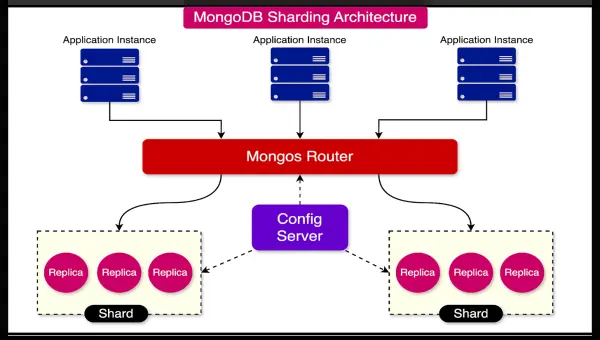 MongoDB Sharding Architecture
Application Instance
Application Instance
Application Instance
Mongos Router
Config
Server
Replica
Replica
Replica
Replica
Replica
Replica
Shard
Shard